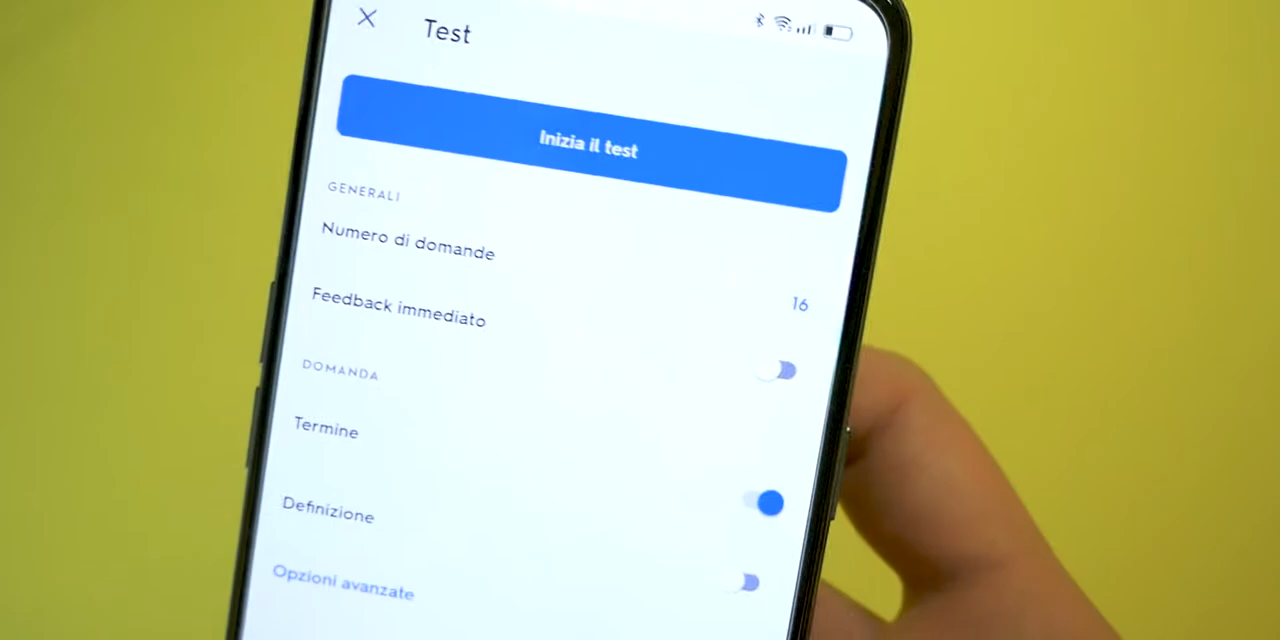 Test
Inizia il test
GENERALI
Numero di domande
16
Feedback immediato
DOMANDA
Termine
Definizione
Opzioni avanzate